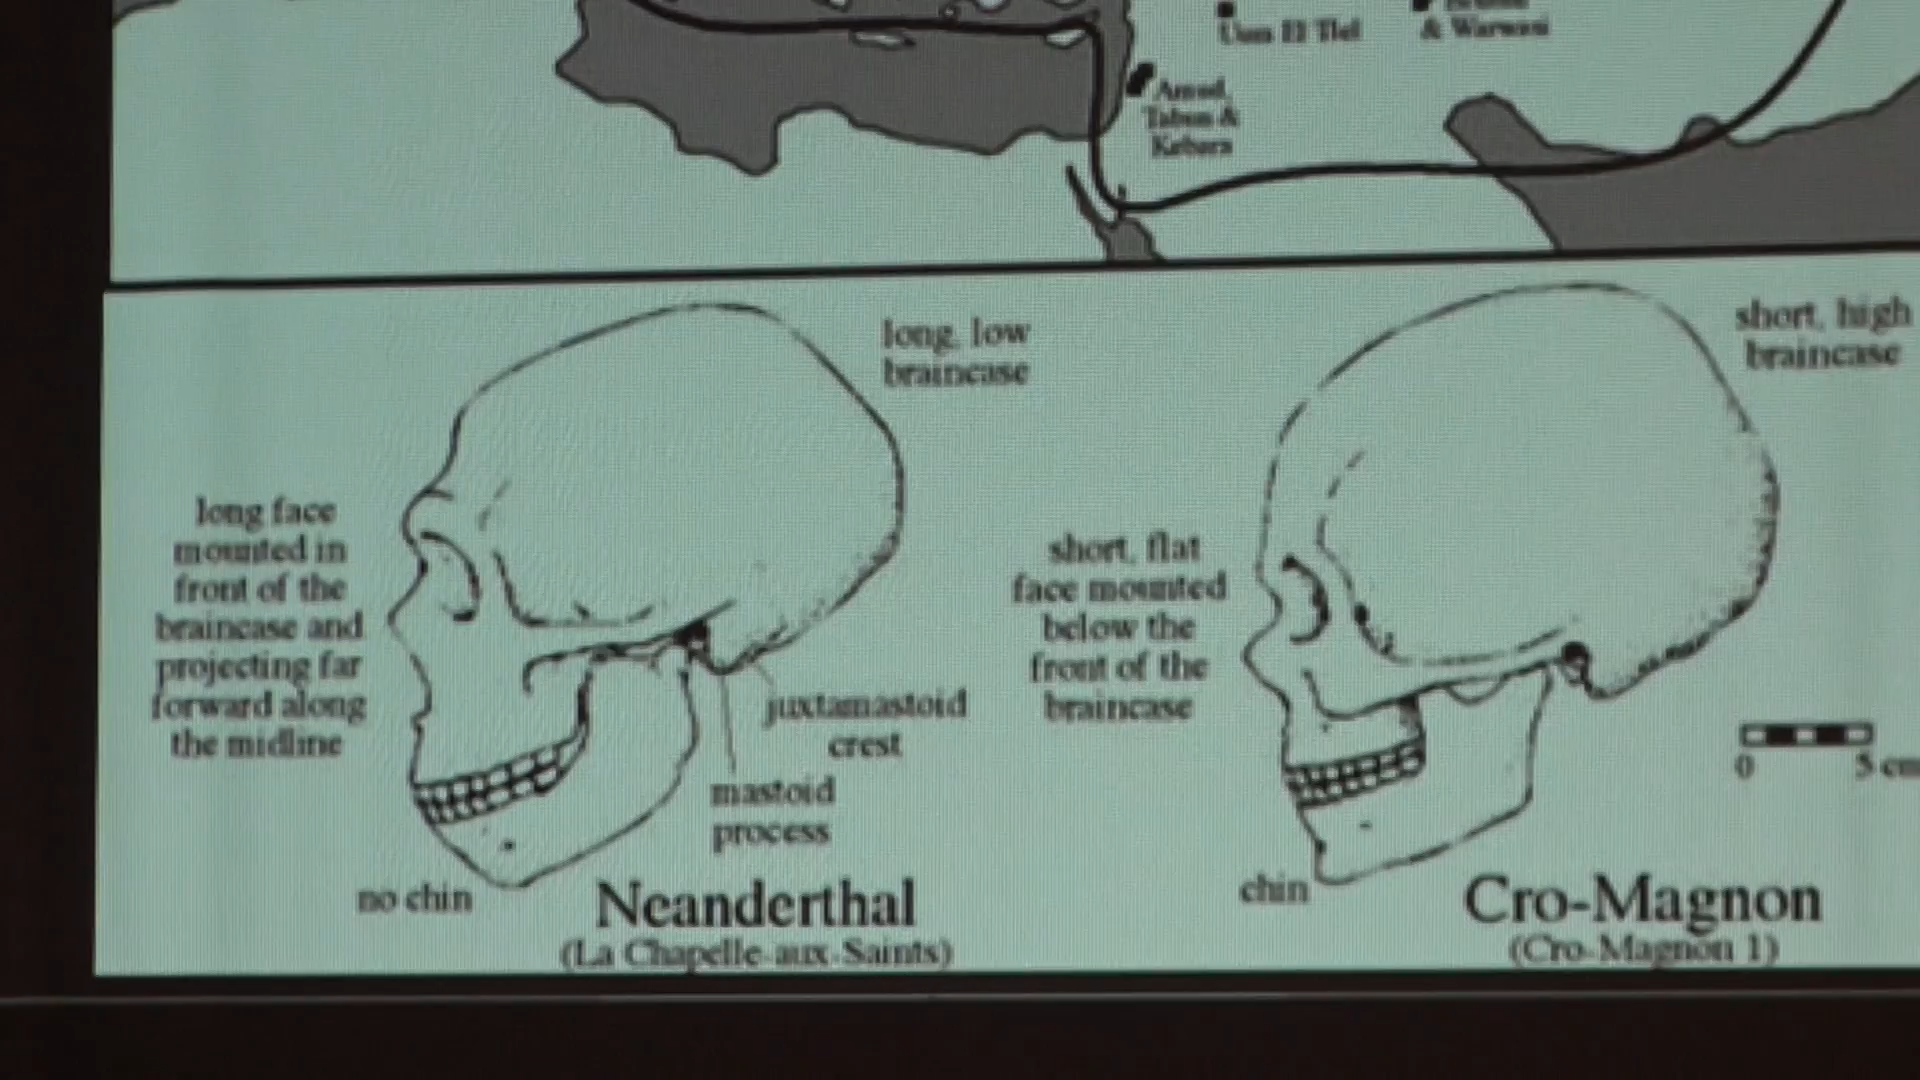 Umm El Tlel
& Warwasi
Amud,
Tabun &
Kebara
long, low
braincase
short, high
braincase
long face
mounted in
front of the
braincase and
projecting far
forward along
the midline
short, flat
face mounted
below the
front of the
braincase
juxtamastoid
crest
mastoid
process
0 5 cm
no chin
Neanderthal
(La Chapelle-aux-Saints)
chin
Cro-Magnon
(Cro-Magnon 1)